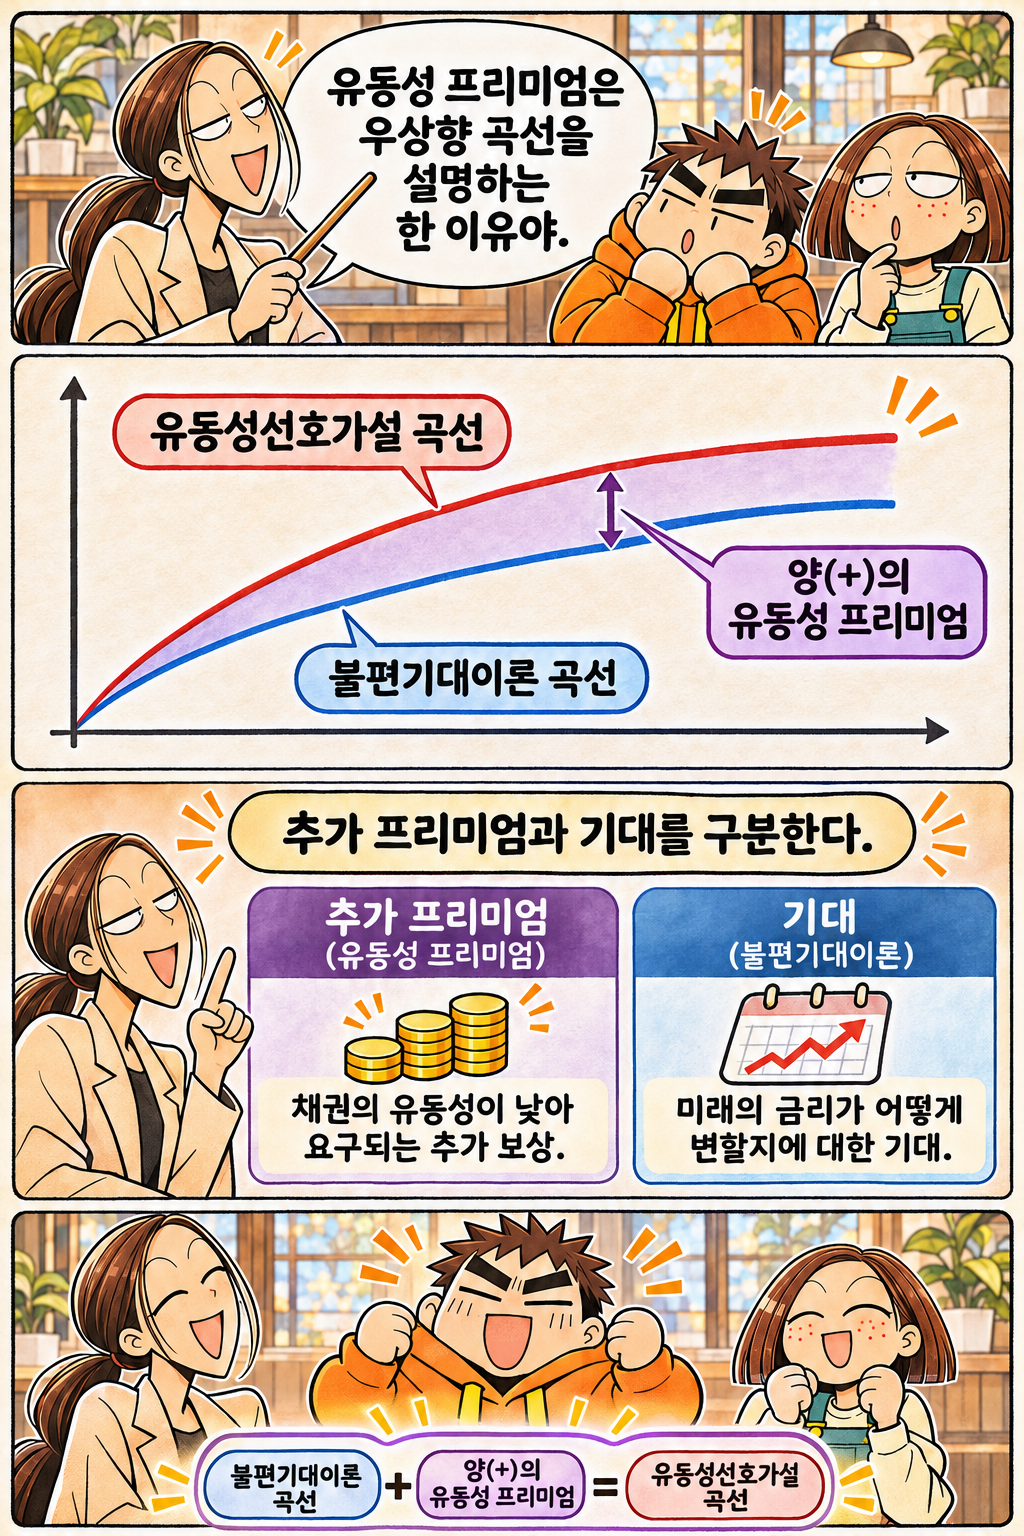 유동성 프리미엄은
우상향 곡선을
설명하는
한 이유야.
유동성선호가설 곡선
양(+)의
유동성 프리미엄
불편기대이론 곡선
추가 프리미엄과 기대를 구분한다.
추가 프리미엄
(유동성 프리미엄)
채권의 유동성이 낮아
요구되는 추가 보상.
기대
(불편기대이론)
미래의 금리가 어떻게
변할지에 대한 기대.
불편기대이론
곡선
+
양(+)의
유동성 프리미엄
=
유동성선호가설
곡선